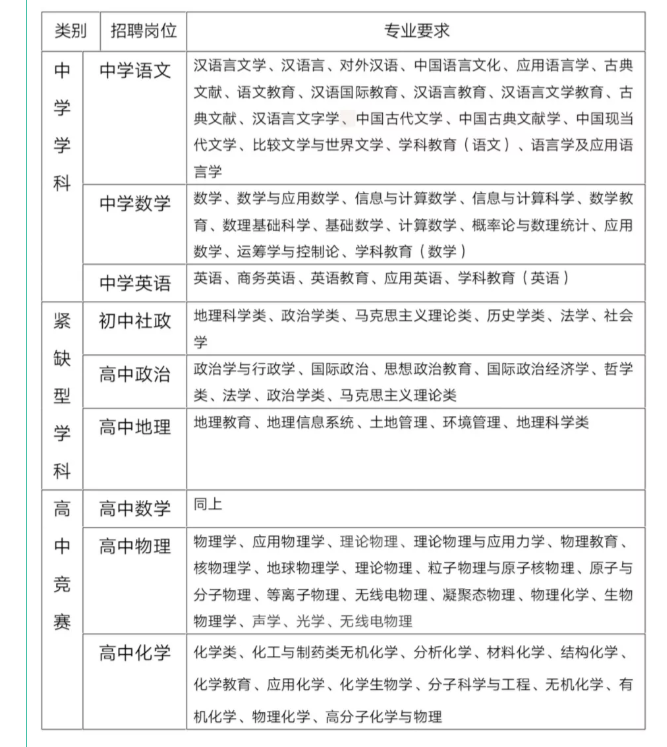 类别 招聘岗位 专业要求
中学学科
中学语文
汉语言文学、汉语言、对外汉语、中国语言文化、应用语言学、古典
文献、语文教育、汉语国际教育、汉语言教育、汉语言文学教育、古
典文献、汉语言文字学、中国古代文学、中国古典文献学、中国现当
代文学、比较文学与世界文学、学科教育（语文）、语言学及应用语
言学
中学数学
数学、数学与应用数学、信息与计算数学、信息与计算科学、数学教
育、数理基础科学、基础数学、计算数学、概率论与数理统计、应用
数学、运筹学与控制论、学科教育（数学）
中学英语
英语、商务英语、英语教育、应用英语、学科教育（英语）
紧缺型学科
初中社政
地理科学类、政治学类、马克思主义理论类、历史学类、法学、社会
学
高中政治
政治学与行政学、国际政治、思想政治教育、国际政治经济学、哲学
类、法学、政治学类、马克思主义理论类
高中地理
地理教育、地理信息系统、土地管理、环境管理、地理科学类
高中竞赛
高中数学
同上
高中物理
物理学、应用物理学、理论物理、理论物理与应用力学、物理教育、
核物理学、地球物理学、理论物理、粒子物理与原子核物理、原子与
分子物理、等离子物理、无线电物理、凝聚态物理、物理化学、生物
物理学、声学、光学、无线电物理
高中化学
化学类、化工与制药类无机化学、分析化学、材料化学、结构化学、
化学教育、应用化学、化学生物学、分子科学与工程、无机化学、有
机化学、物理化学、高分子化学与物理